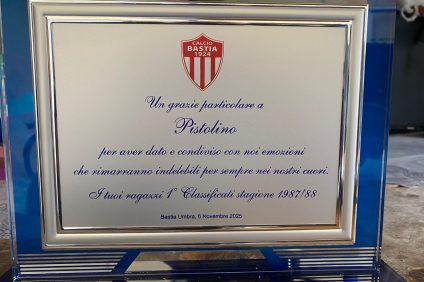 CALCIO
BASTIA
1924
Un grazie particolare a
Pistolino
per aver dato e condiviso con noi emozioni
che rimarranno indelebili per sempre nei nostri cuori.
I tuoi ragazzi 1° Classificati stagione 1987/88
Bastia Umbra, 6 Novembre 2025